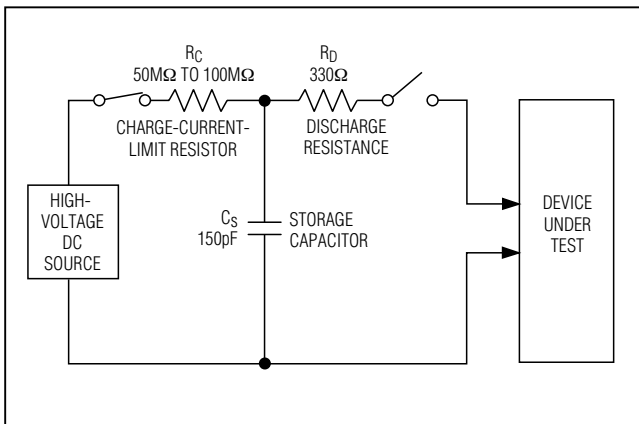 R_C
50MΩ TO 100MΩ
CHARGE-CURRENT-
LIMIT RESISTOR
R_D
330Ω
DISCHARGE
RESISTANCE
HIGH-
VOLTAGE
DC
SOURCE
C_S
150pF
STORAGE
CAPACITOR
DEVICE
UNDER
TEST